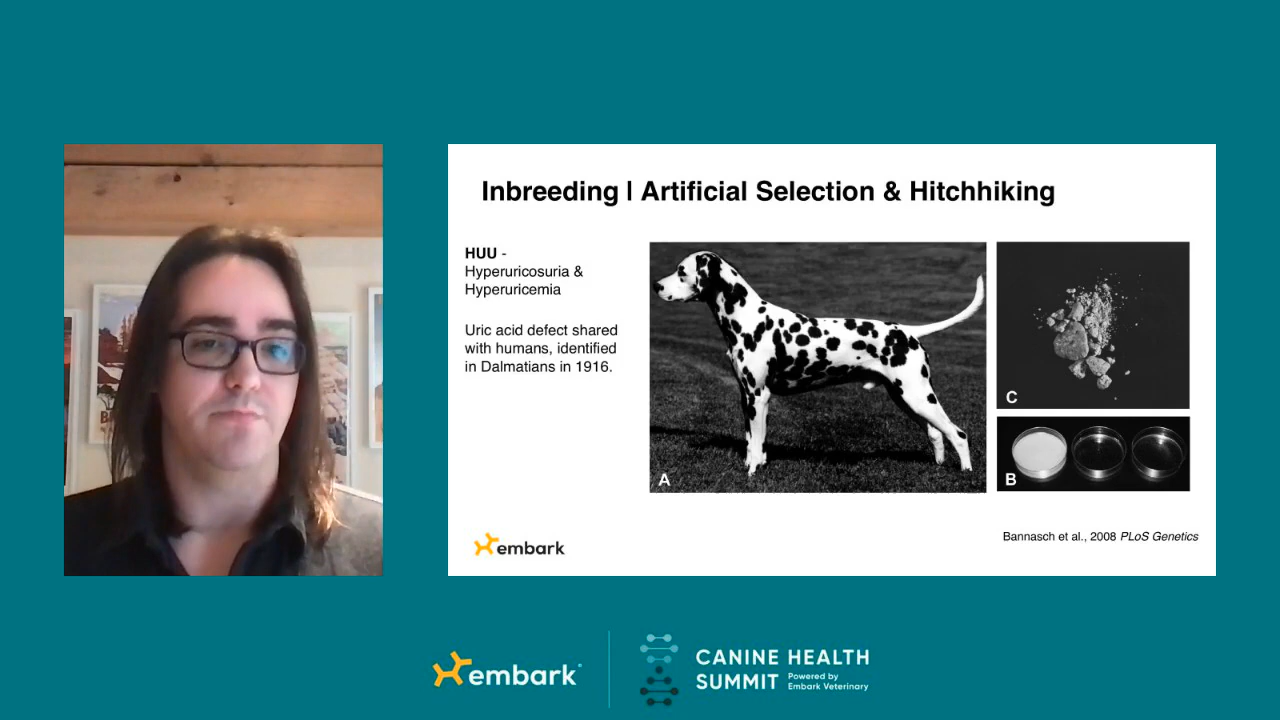 Inbreeding | Artificial Selection & Hitchhiking
HUU -
Hyperuricosuria &
Hyperuricemia
Uric acid defect shared
with humans, identified
in Dalmatians in 1916.
A
C
B
embark
Bannasch et al., 2008 PLoS Genetics
embark
CANINE HEALTH
SUMMIT Powered by
Embark Veterinary